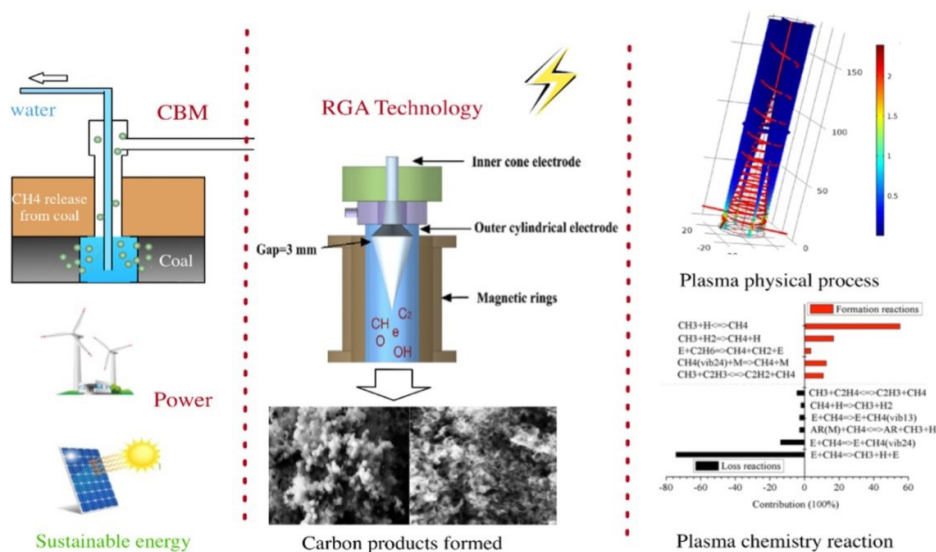 water
CBM
CH4 release
from coal
Coal
Power
Sustainable energy
RGA Technology
Inner cone electrode
Outer cylindrical electrode
Gap=3 mm
Magnetic rings
CH
C2
e
O
OH
Carbon products formed
150
100
50
0
20
0
-20
2
1.5
1
0.5
Plasma physical process
Formation reactions
CH3+H<=>CH4
CH3+H2=>CH4+H
E+C2H6=>CH4+CH2+E
CH4(vib24)+M=>CH4+M
CH3+C2H3<=>C2H2+CH4
CH3+C2H4<=>C2H3+CH4
CH4+H=>CH3+H2
E+CH4=>E+CH4(vib13)
AR(M)+CH4<=>AR+CH3+H
E+CH4=>E+CH4(vib24)
E+CH4=>CH3+H+E
Loss reactions
-80 -60 -40 -20 0 20 40 60
Contribution (100%)
Plasma chemistry reaction